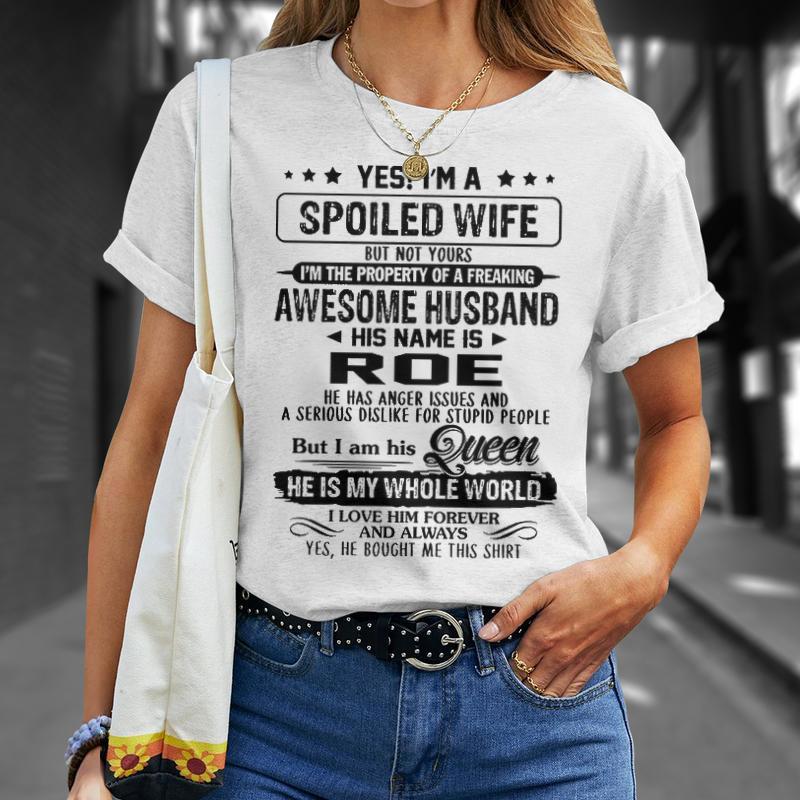 YES! I'M A
SPOILED WIFE
BUT NOT YOURS
I'M THE PROPERTY OF A FREAKING
AWESOME HUSBAND
HIS NAME IS
ROE
HE HAS ANGER ISSUES AND
A SERIOUS DISLIKE FOR STUPID PEOPLE
But I am his Queen
HE IS MY WHOLE WORLD
I LOVE HIM FOREVER
AND ALWAYS
YES, HE BOUGHT ME THIS SHIRT